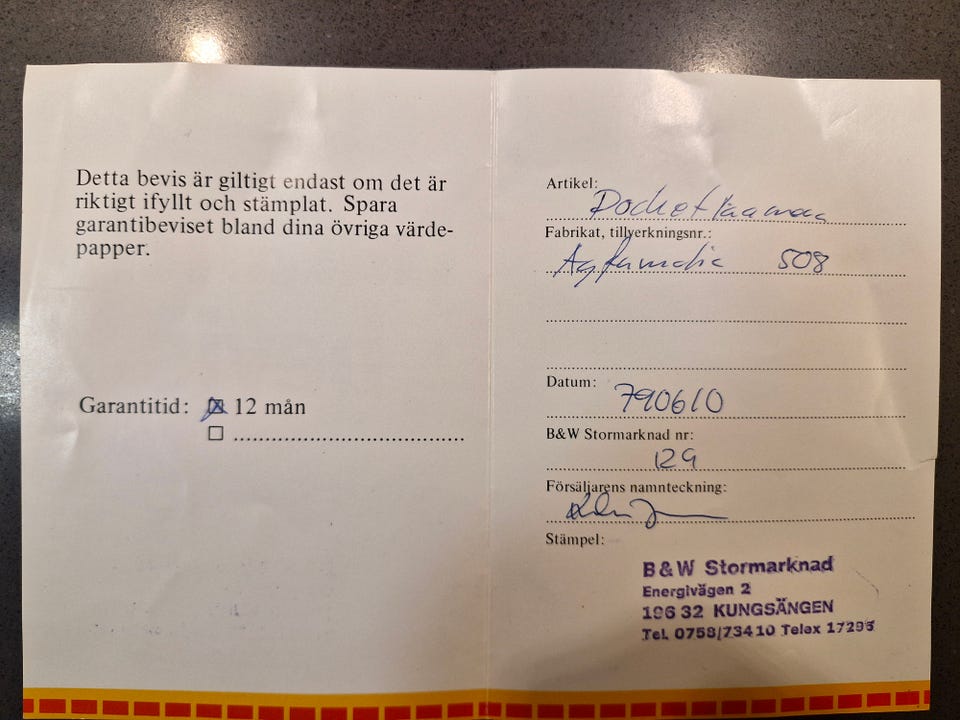 Detta bevis är giltigt endast om det är
riktigt ifyllt och stämplat. Spara
garantibeviset bland dina övriga värde-
papper.
Garantitid: ☒ 12 mån
☐
Artikel:
Fabrikat, tillverkningsnr.:
508
Datum: 790610
B&W Stormarknad nr:
129
Försäljarens namnteckning:
Stämpel:
B&W Stormarknad
Energivägen 2
196 32 KUNGSÄNGEN
Tel. 0758/73410 Telex 17295